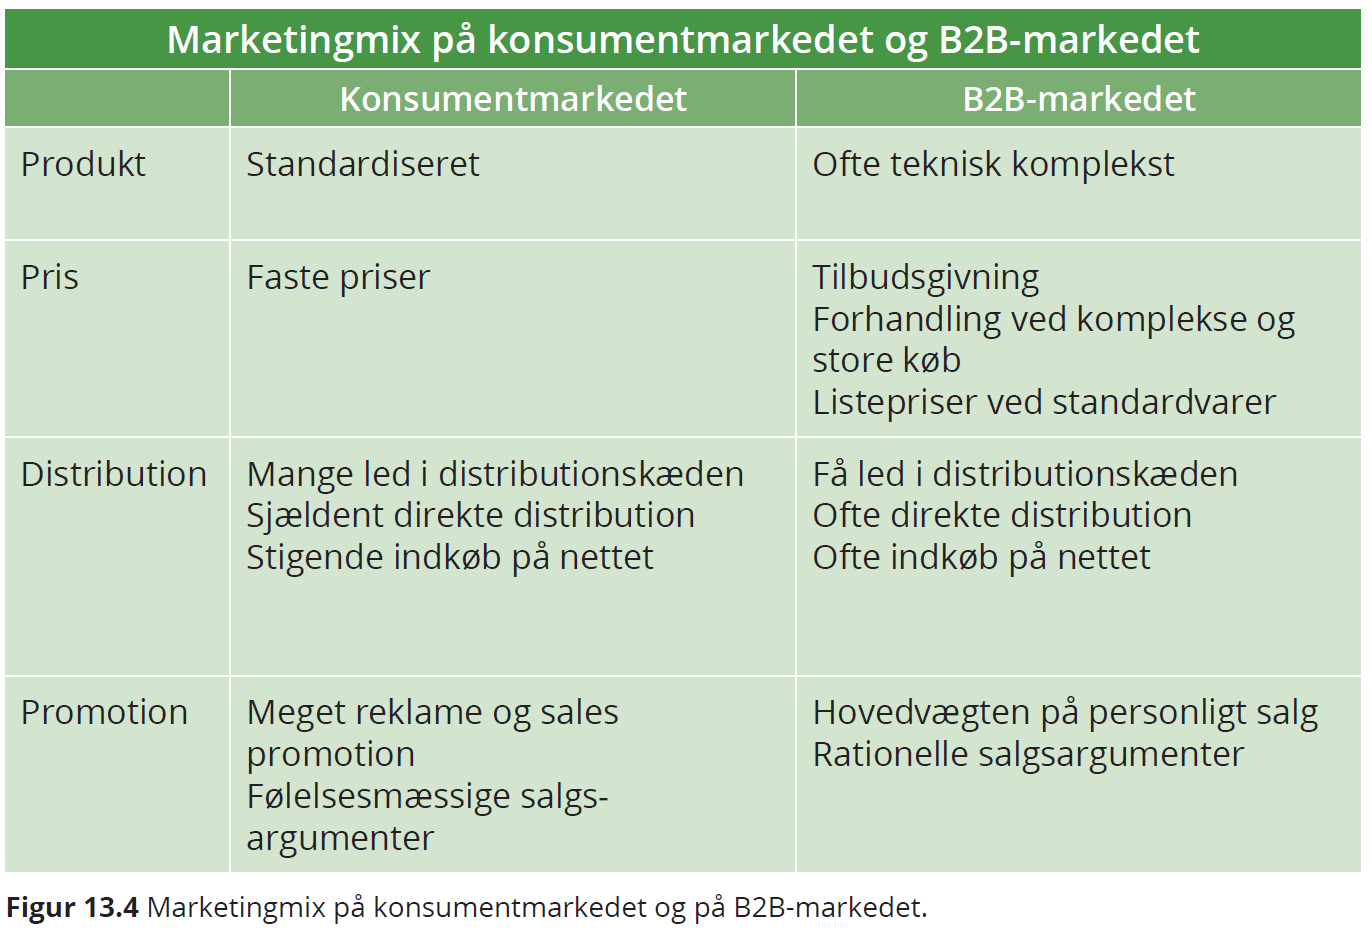 Marketingmix på konsumentmarkedet og B2B-markedet
Konsumentmarkedet
B2B-markedet
Produkt
Standardiseret
Ofte teknisk komplekst
Pris
Faste priser
Tilbudsgivning
Forhandling ved komplekse og
store køb
Listepriser ved standardvarer
Distribution
Mange led i distributionskæden
Sjældent direkte distribution
Stigende indkøb på nettet
Få led i distributionskæden
Ofte direkte distribution
Ofte indkøb på nettet
Promotion
Meget reklame og sales
promotion
Følelsesmæssige salgs-
argumenter
Hovedvægten på personligt salg
Rationelle salgsargumenter
Figur 13.4 Marketingmix på konsumentmarkedet og på B2B-markedet.